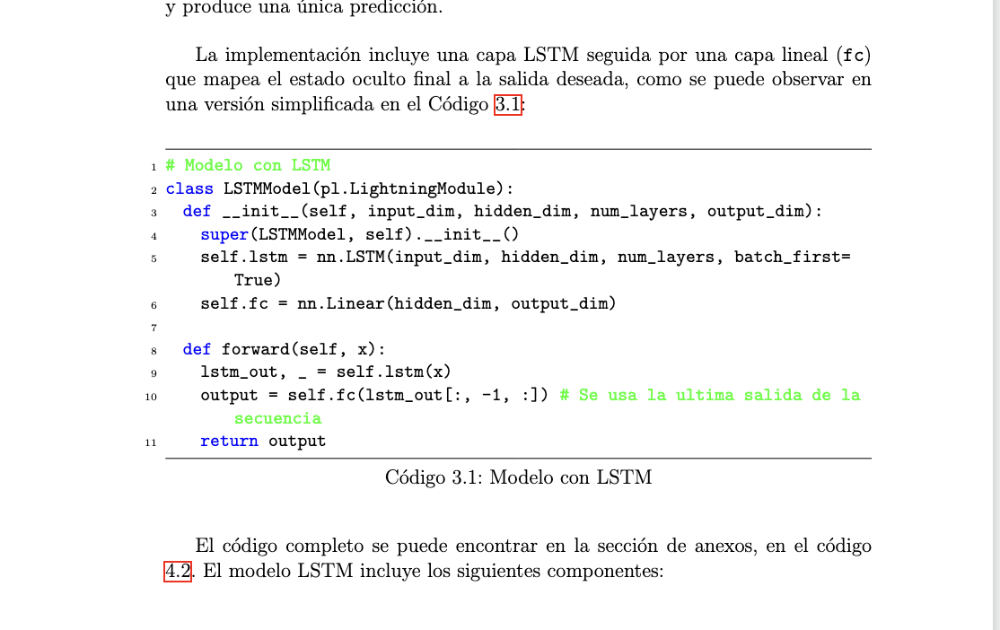 y produce una única predicción.
La implementación incluye una capa LSTM seguida por una capa lineal (fc)
que mapea el estado oculto final a la salida deseada, como se puede observar en
una versión simplificada en el Código 3.1:
1 # Modelo con LSTM
2 class LSTMModel(pl.LightningModule):
3 def __init__(self, input_dim, hidden_dim, num_layers, output_dim):
4 super(LSTMModel, self).__init__()
5 self.lstm = nn.LSTM(input_dim, hidden_dim, num_layers, batch_first=
True)
6 self.fc = nn.Linear(hidden_dim, output_dim)
7
8 def forward(self, x):
9 lstm_out, _ = self.lstm(x)
10 output = self.fc(lstm_out[:, -1, :]) # Se usa la ultima salida de la
secuencia
11 return output
Código 3.1: Modelo con LSTM
El código completo se puede encontrar en la sección de anexos, en el código
4.2. El modelo LSTM incluye los siguientes componentes: